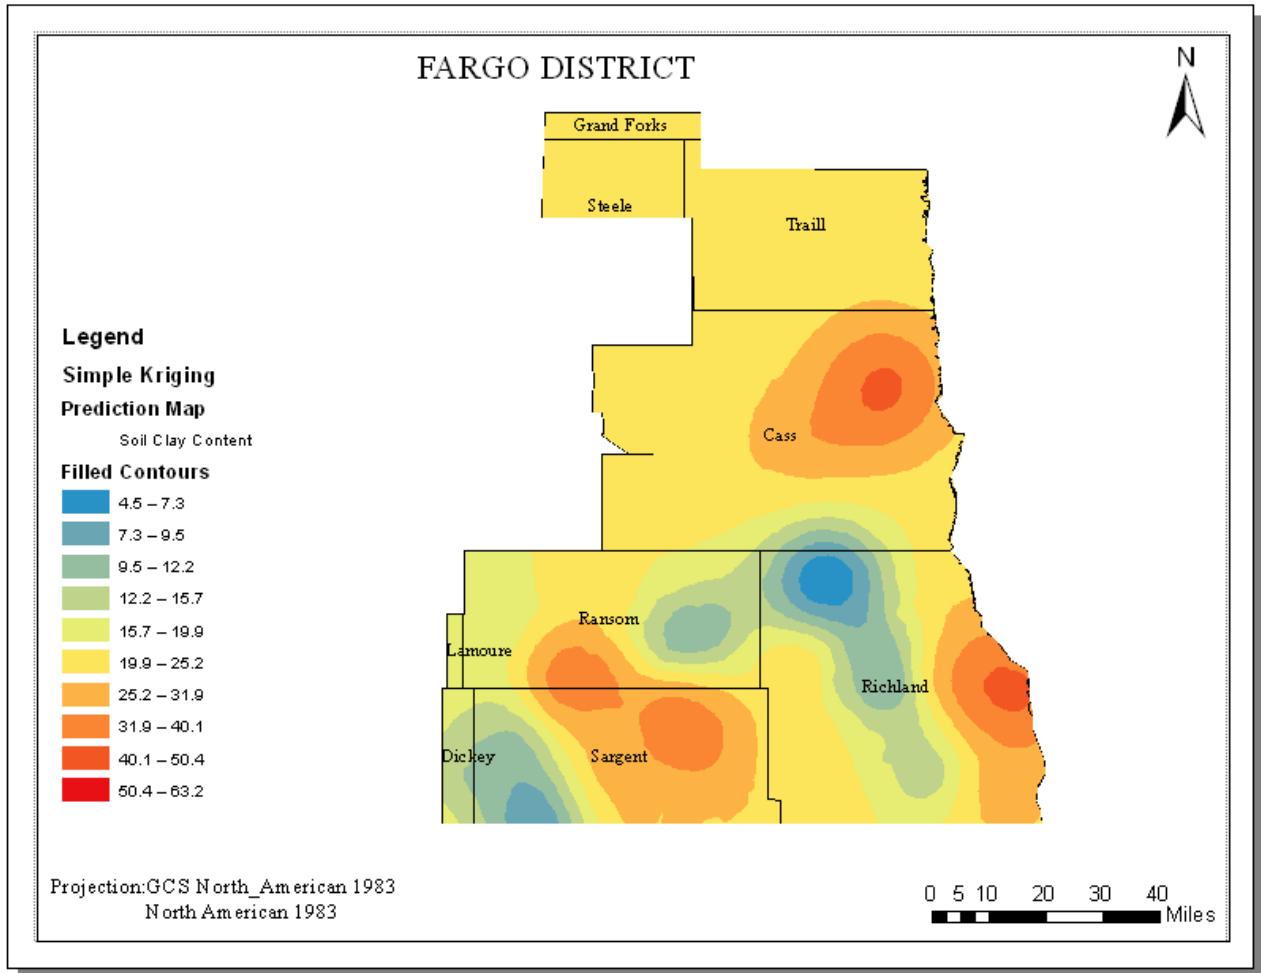 FARGO DISTRICT
N
Grand Forks
Steele
Traill
Legend
Simple Kriging
Prediction Map
Soil Clay Content
Filled Contours
4.5 – 7.3
7.3 – 9.5
9.5 – 12.2
12.2 – 15.7
15.7 – 19.9
19.9 – 25.2
25.2 – 31.9
31.9 – 40.1
40.1 – 50.4
50.4 – 63.2
Cass
Ransom
Lamoure
Richland
Dickey
Sargent
Projection:GCS North_American 1983
North American 1983
0 5 10 20 30 40
Miles